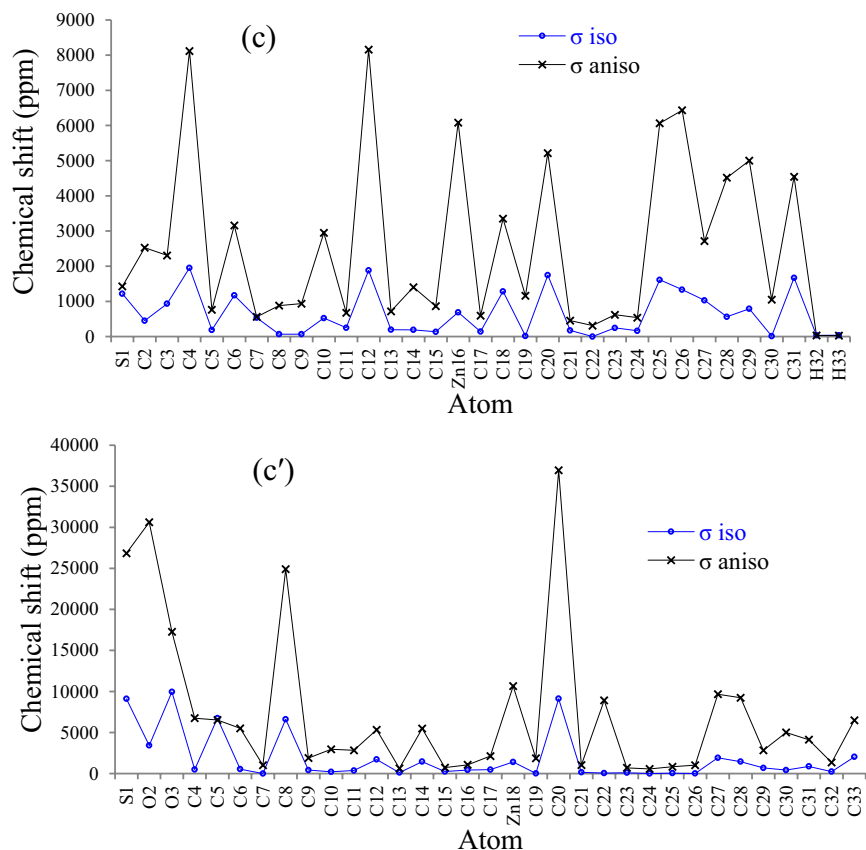 (c)
σ iso
σ aniso
Chemical shift (ppm)
9000
8000
7000
6000
5000
4000
3000
2000
1000
0
S1 C2 C3 C4 C5 C6 C7 C8 C9 C10 C11 C12 C13 C14 C15 Zn16 C17 C18 C19 C20 C21 C22 C23 C24 C25 C26 C27 C28 C29 C30 C31 H32 H33
Atom
(c′)
σ iso
σ aniso
Chemical shift (ppm)
40000
35000
30000
25000
20000
15000
10000
5000
0
S1 O2 O3 C4 C5 C6 C7 C8 C9 C10 C11 C12 C13 C14 C15 C16 C17 Zn18 C19 C20 C21 C22 C23 C24 C25 C26 C27 C28 C29 C30 C31 C32 C33
Atom